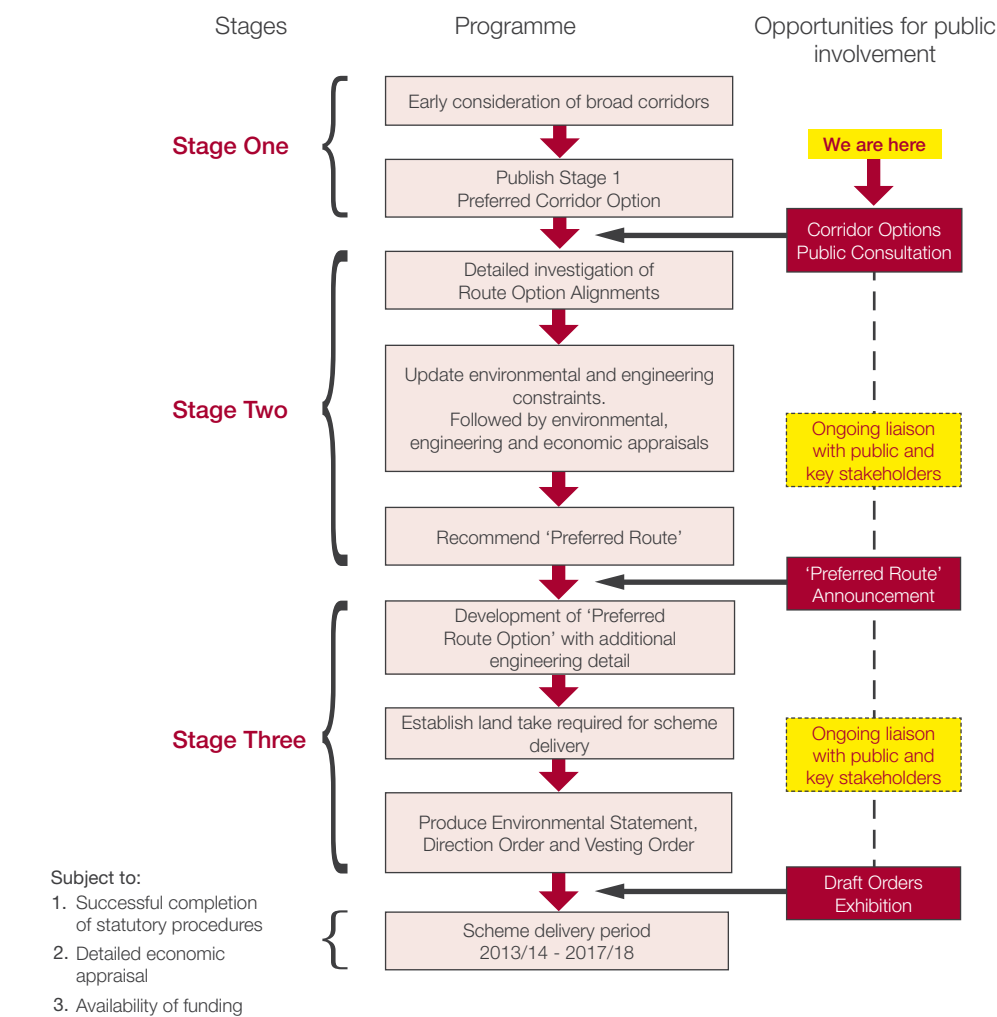 Stages
Programme
Opportunities for public
involvement
Early consideration of broad corridors
Stage One
We are here
Publish Stage 1
Preferred Corridor Option
Corridor Options
Public Consultation
Detailed investigation of
Route Option Alignments
Update environmental and engineering
constraints.
Followed by environmental,
engineering and economic appraisals
Stage Two
Ongoing liaison
with public and
key stakeholders
Recommend ‘Preferred Route’
‘Preferred Route’
Announcement
Development of ‘Preferred
Route Option’ with additional
engineering detail
Stage Three
Establish land take required for scheme
delivery
Ongoing liaison
with public and
key stakeholders
Produce Environmental Statement,
Direction Order and Vesting Order
Draft Orders
Exhibition
Subject to:
1. Successful completion
of statutory procedures
2. Detailed economic
appraisal
3. Availability of funding
Scheme delivery period
2013/14 - 2017/18